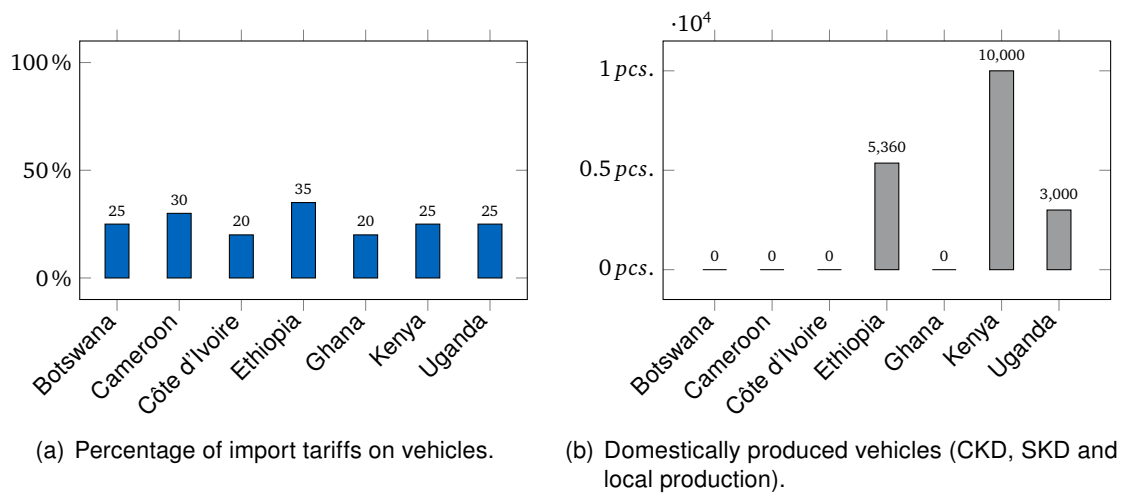 100 %
50 %
0 %
25
30
20
35
20
25
25
Botswana
Cameroon
Côte d'Ivoire
Ethiopia
Ghana
Kenya
Uganda
(a) Percentage of import tariffs on vehicles.
·10⁴
1 pcs.
0.5 pcs.
0 pcs.
0
0
0
5,360
0
10,000
3,000
Botswana
Cameroon
Côte d'Ivoire
Ethiopia
Ghana
Kenya
Uganda
(b) Domestically produced vehicles (CKD, SKD and
local production).